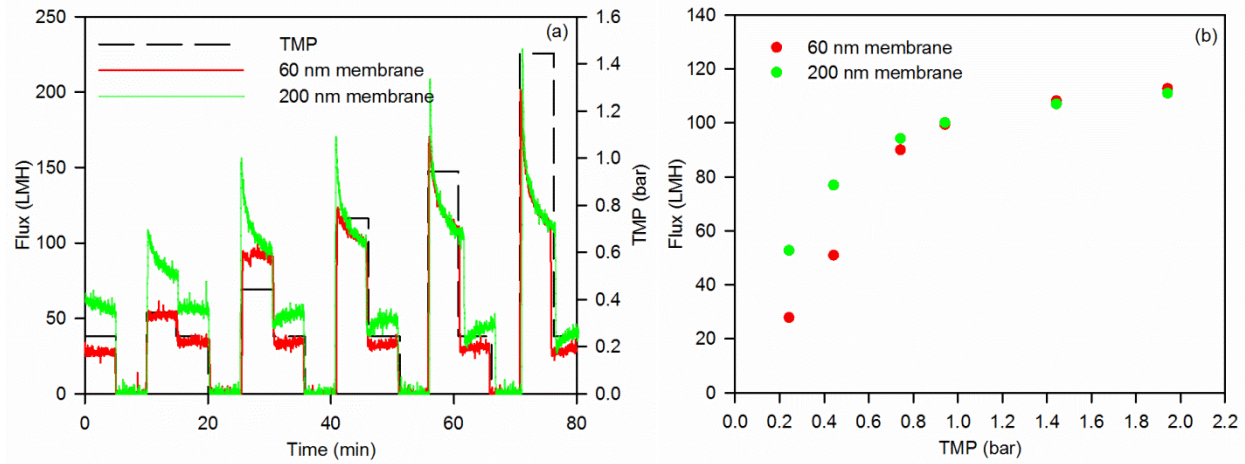 (a)
TMP
60 nm membrane
200 nm membrane
Flux (LMH)
250
200
150
100
50
0
TMP (bar)
1.6
1.4
1.2
1.0
0.8
0.6
0.4
0.2
0.0
0 20 40 60 80
Time (min)
(b)
60 nm membrane
200 nm membrane
Flux (LMH)
140
120
100
80
60
40
20
0
0.0 0.2 0.4 0.6 0.8 1.0 1.2 1.4 1.6 1.8 2.0 2.2
TMP (bar)